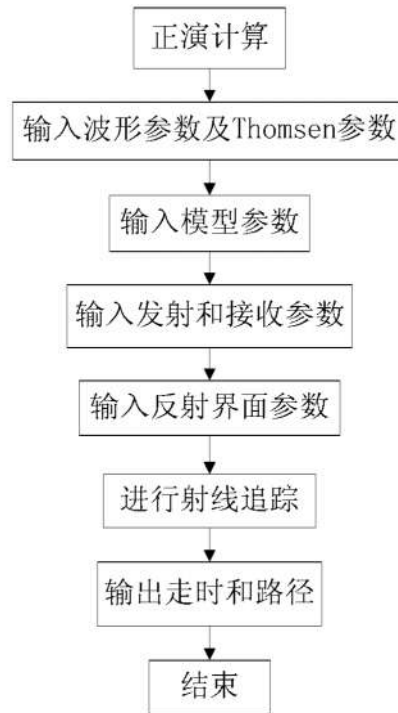 正演计算
输入波形参数及Thomsen参数
输入模型参数
输入发射和接收参数
输入反射界面参数
进行射线追踪
输出走时和路径
结束